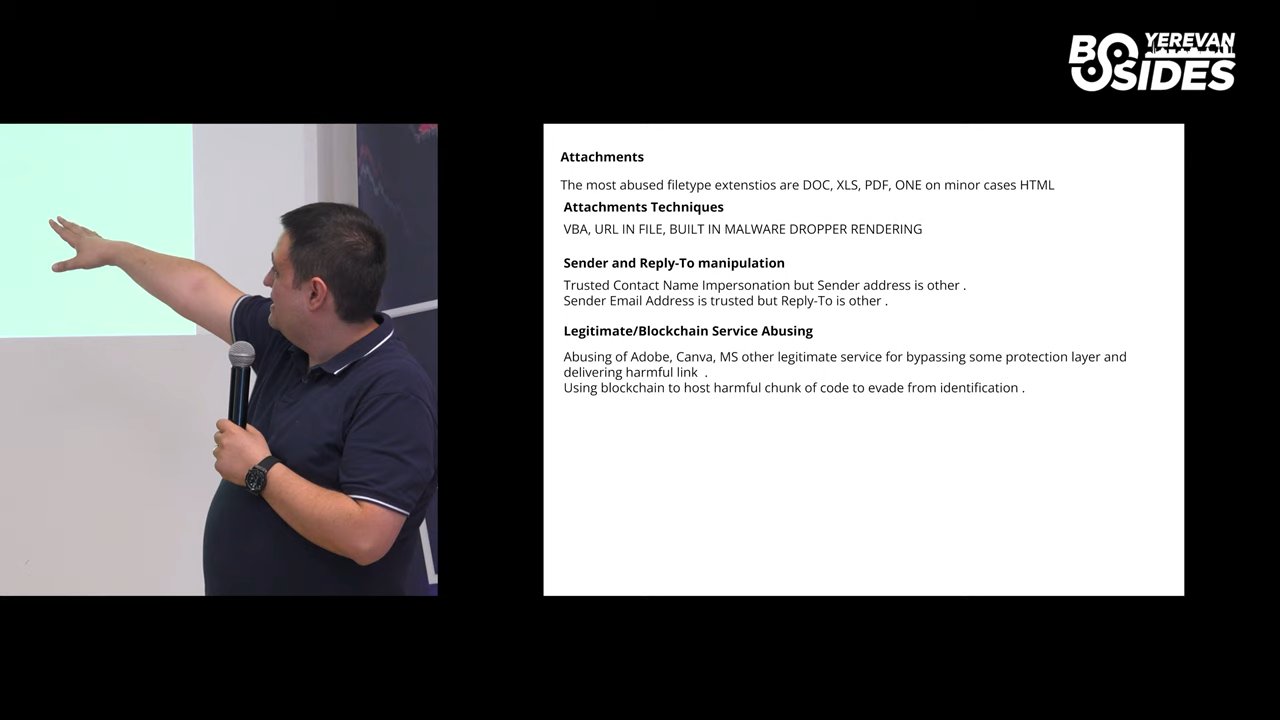 YEREVAN
BSIDES
Attachments
The most abused filetype extenstios are DOC, XLS, PDF, ONE on minor cases HTML
Attachments Techniques
VBA, URL IN FILE, BUILT IN MALWARE DROPPER RENDERING
Sender and Reply-To manipulation
Trusted Contact Name Impersonation but Sender address is other .
Sender Email Address is trusted but Reply-To is other .
Legitimate/Blockchain Service Abusing
Abusing of Adobe, Canva, MS other legitimate service for bypassing some protection layer and
delivering harmful link .
Using blockchain to host harmful chunk of code to evade from identification .